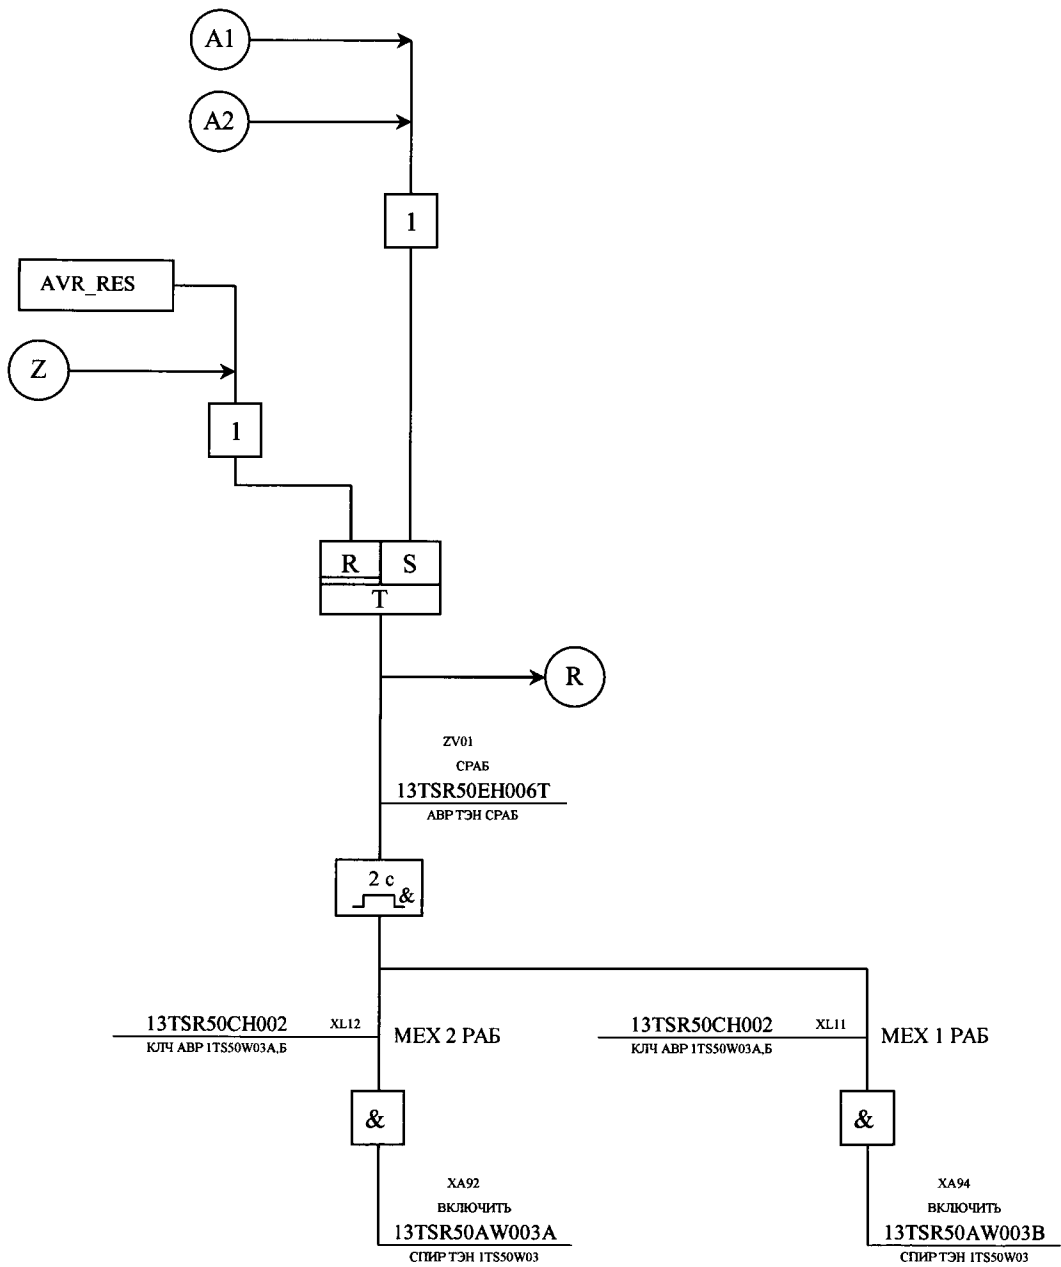 A1
A2
1
AVR_RES
Z
1
R S
T
R
ZV01
СРАБ
13TSR50EH006T
АВР ТЭН СРАБ
2 с
&
13TSR50CH002 XL12
КЛЧ АВР 1TS50W03А,Б
МЕХ 2 РАБ
13TSR50CH002 XL11
КЛЧ АВР 1TS50W03А,Б
МЕХ 1 РАБ
& &
XA92
ВКЛЮЧИТЬ
13TSR50AW003A
СПИР ТЭН 1TS50W03
XA94
ВКЛЮЧИТЬ
13TSR50AW003B
СПИР ТЭН 1TS50W03